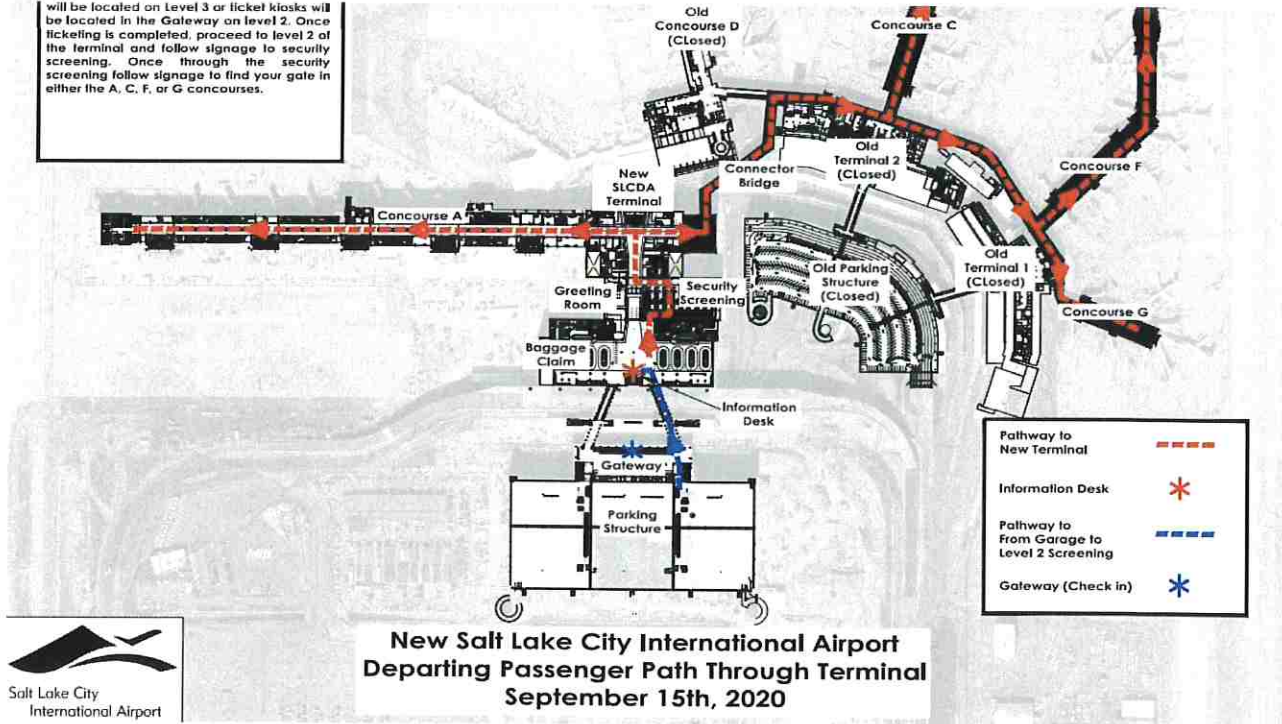 will be located on Level 3 or ticket kiosks will
be located in the Gateway on level 2. Once
ticketing is completed, proceed to level 2 of
the terminal and follow signage to security
screening. Once through the security
screening follow signage to find your gate in
either the A, C, F, or G concourses.
Old
Concourse D
(CLosed)
Concourse C
New
SLCDA
Terminal
Connector
Bridge
Old
Terminal 2
(CLosed)
Concourse F
Concourse A
Greeting
Room
Security
Screening
Old Parking
Structure
(CLosed)
Old
Terminal 1
(CLosed)
Concourse G
Baggage
Claim
Information
Desk
Gateway
Parking
Structure
Pathway to
New Terminal
Information Desk
Pathway to
From Garage to
Level 2 Screening
Gateway (Check in)
New Salt Lake City International Airport
Departing Passenger Path Through Terminal
September 15th, 2020
Salt Lake City
International Airport